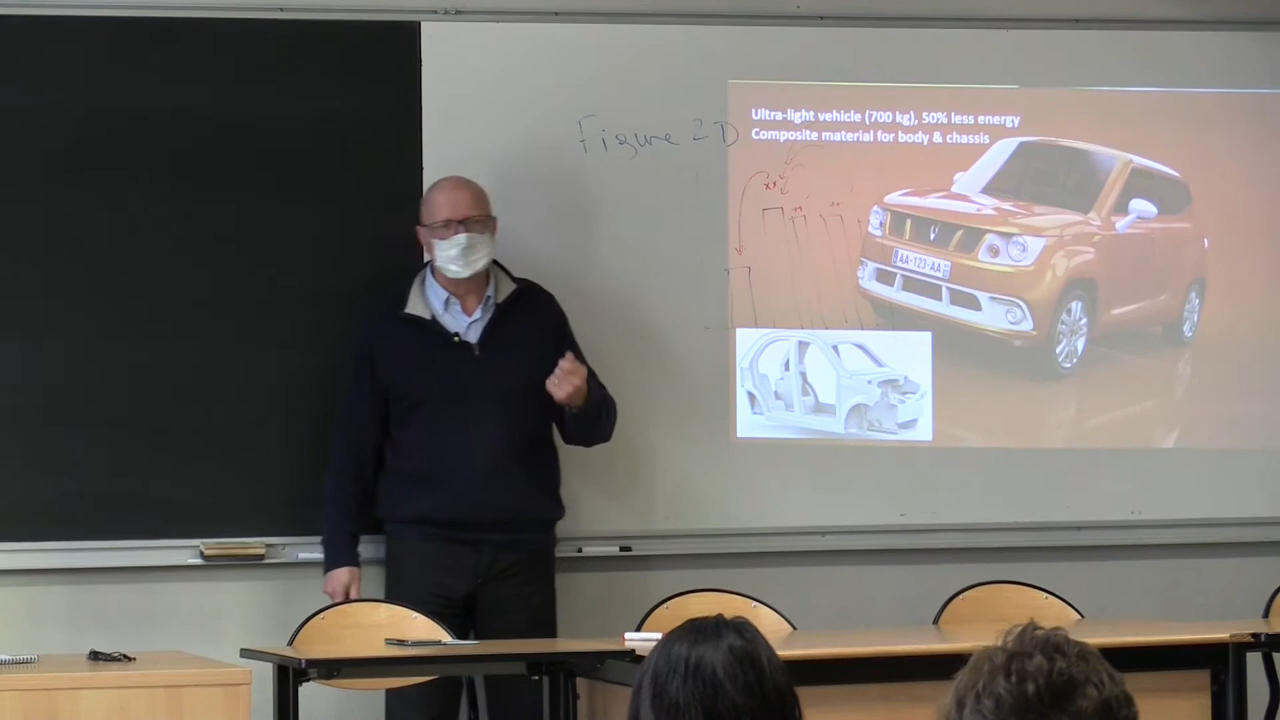 Ultra-light vehicle (700 kg), 50% less energy
Composite material for body & chassis
Figure 2D
AA-123-AA